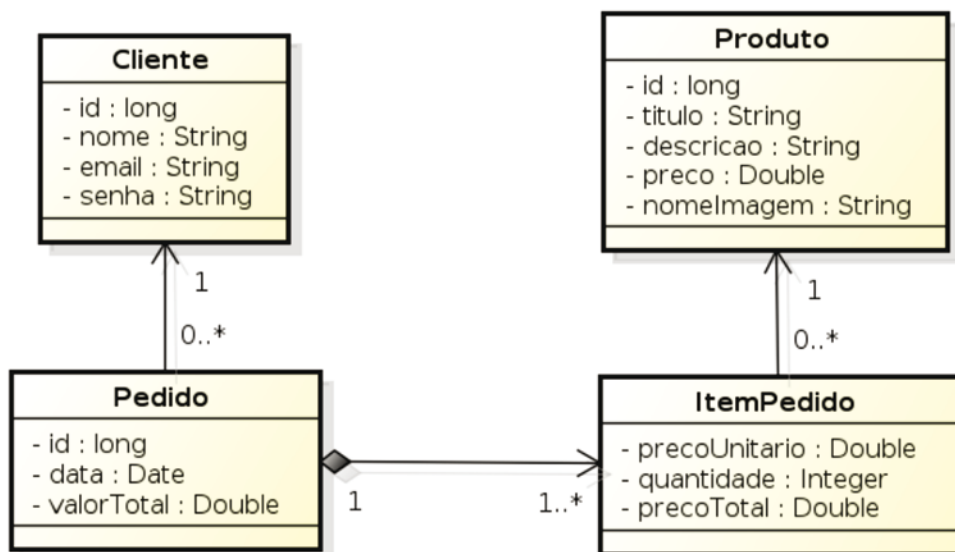 Cliente
- id : long
- nome : String
- email : String
- senha : String
Produto
- id : long
- titulo : String
- descricao : String
- preco : Double
- nomeImagem : String
1
0..*
1
0..*
Pedido
- id : long
- data : Date
- valorTotal : Double
1
1..*
ItemPedido
- precoUnitario : Double
- quantidade : Integer
- precoTotal : Double